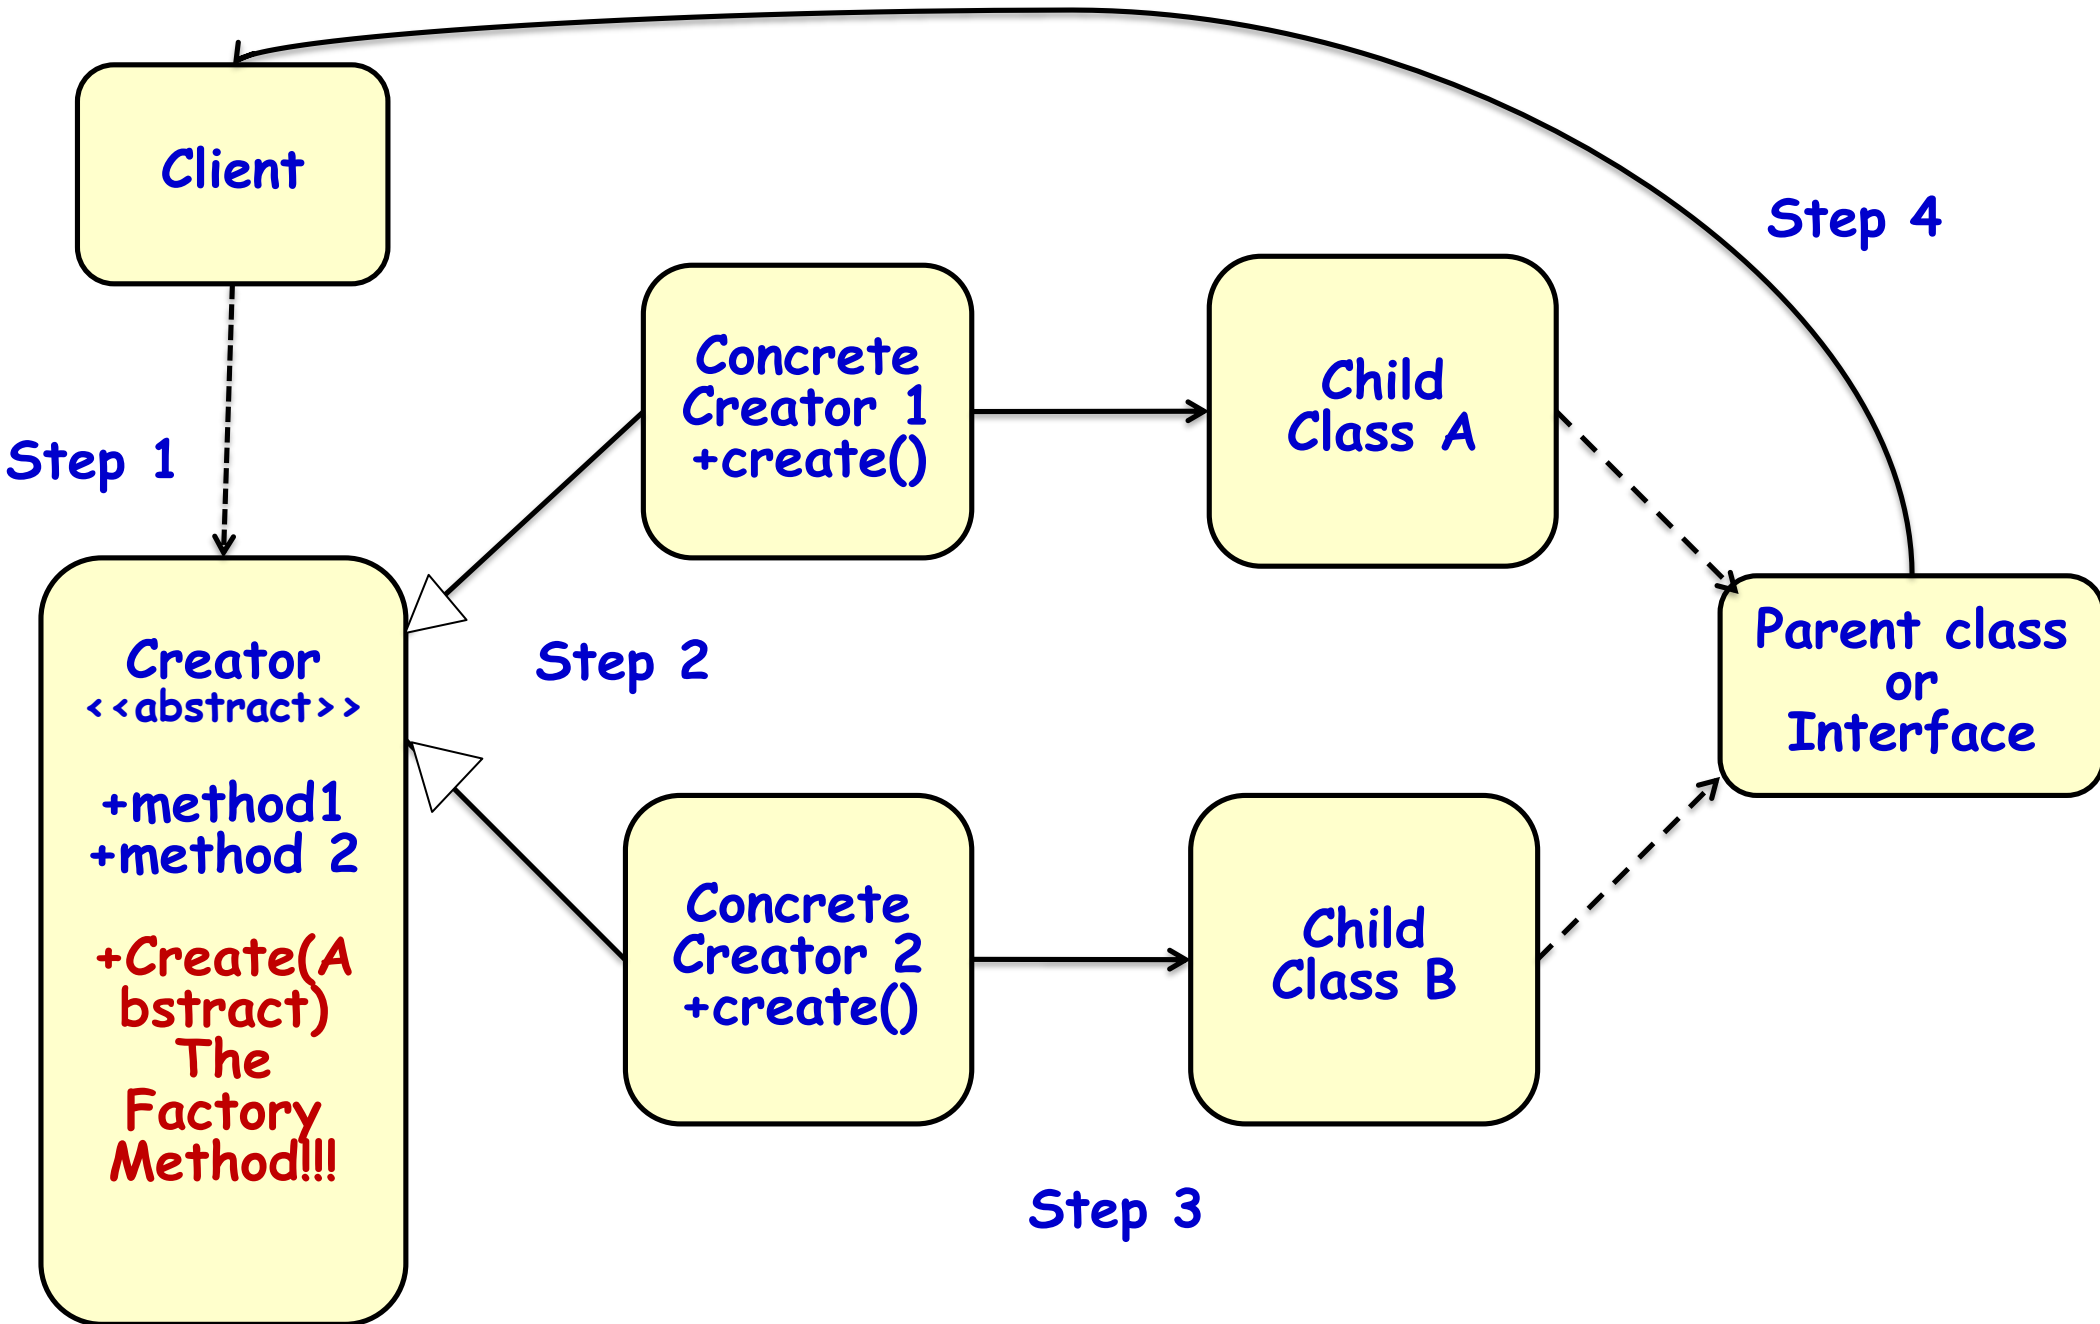 Client
Step 4
Concrete
Creator 1
+create()
Child
Class A
Step 1
Creator
<<abstract>>
+method1
+method 2
+Create(A
bstract)
The
Factory
Method!!!
Step 2
Parent class
or
Interface
Concrete
Creator 2
+create()
Child
Class B
Step 3